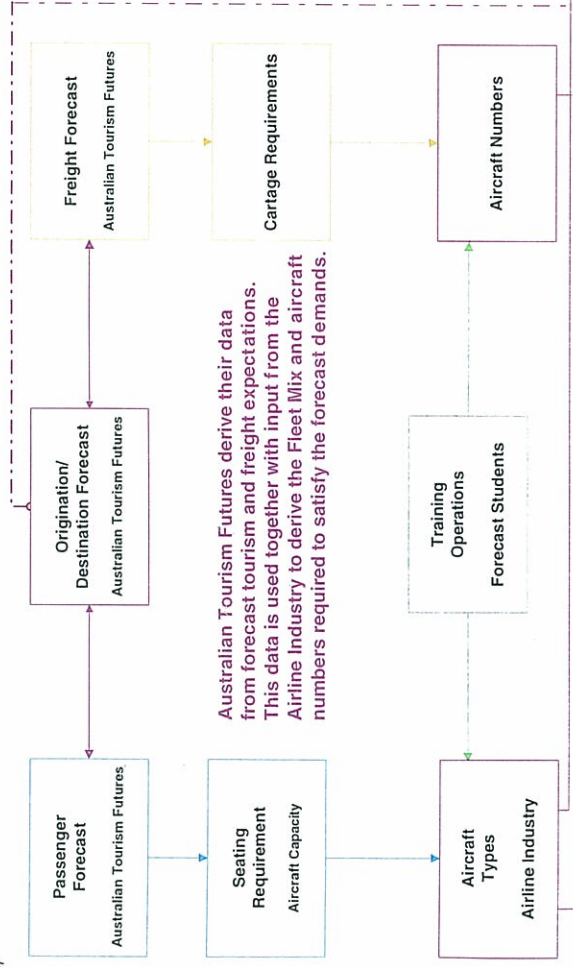 Passenger
Forecast
Australian Tourism Futures
Origination/
Destination Forecast
Australian Tourism Futures
Freight Forecast
Australian Tourism Futures
Seating
Requirement
Aircraft Capacity
Australian Tourism Futures derive their data
from forecast tourism and freight expectations.
This data is used together with input from the
Airline Industry to derive the Fleet Mix and aircraft
numbers required to satisfy the forecast demands.
Cartage Requirements
Aircraft
Types
Airline Industry
Training
Operations
Forecast Students
Aircraft Numbers